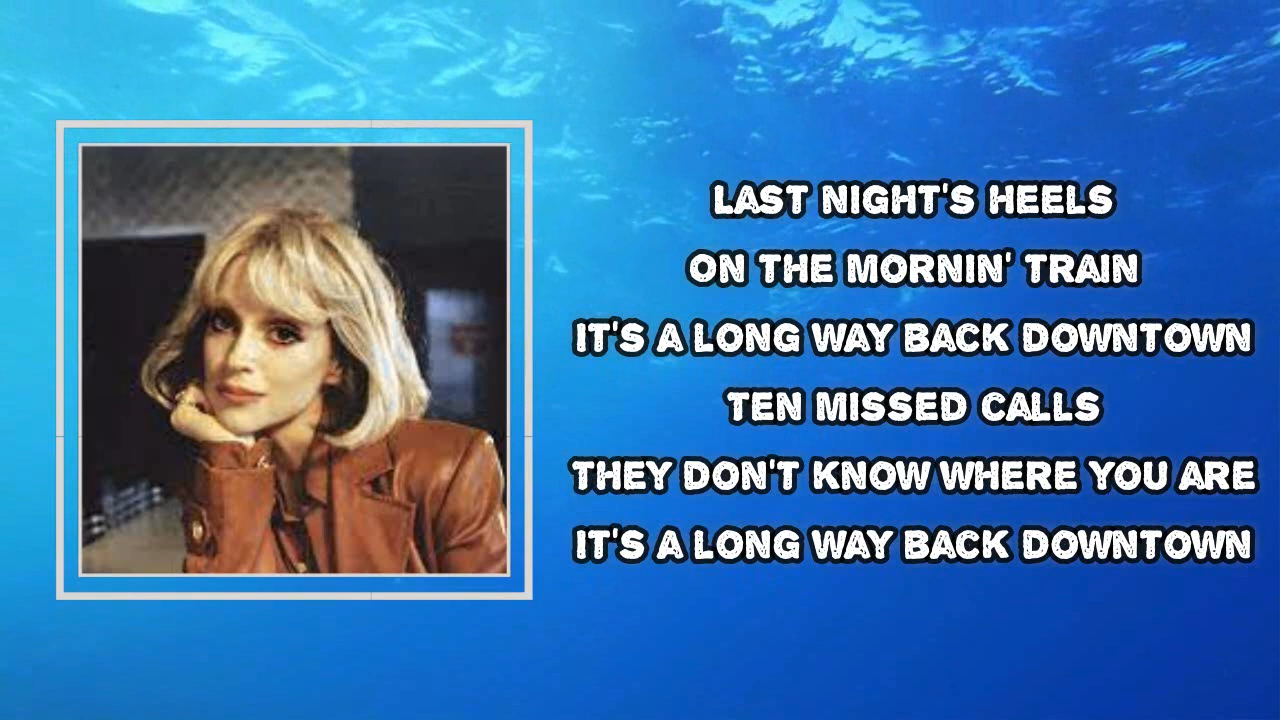 LAST NIGHT'S HEELS
ON THE MORNIN' TRAIN
IT'S A LONG WAY BACK DOWNTOWN
TEN MISSED CALLS
THEY DON'T KNOW WHERE YOU ARE
IT'S A LONG WAY BACK DOWNTOWN